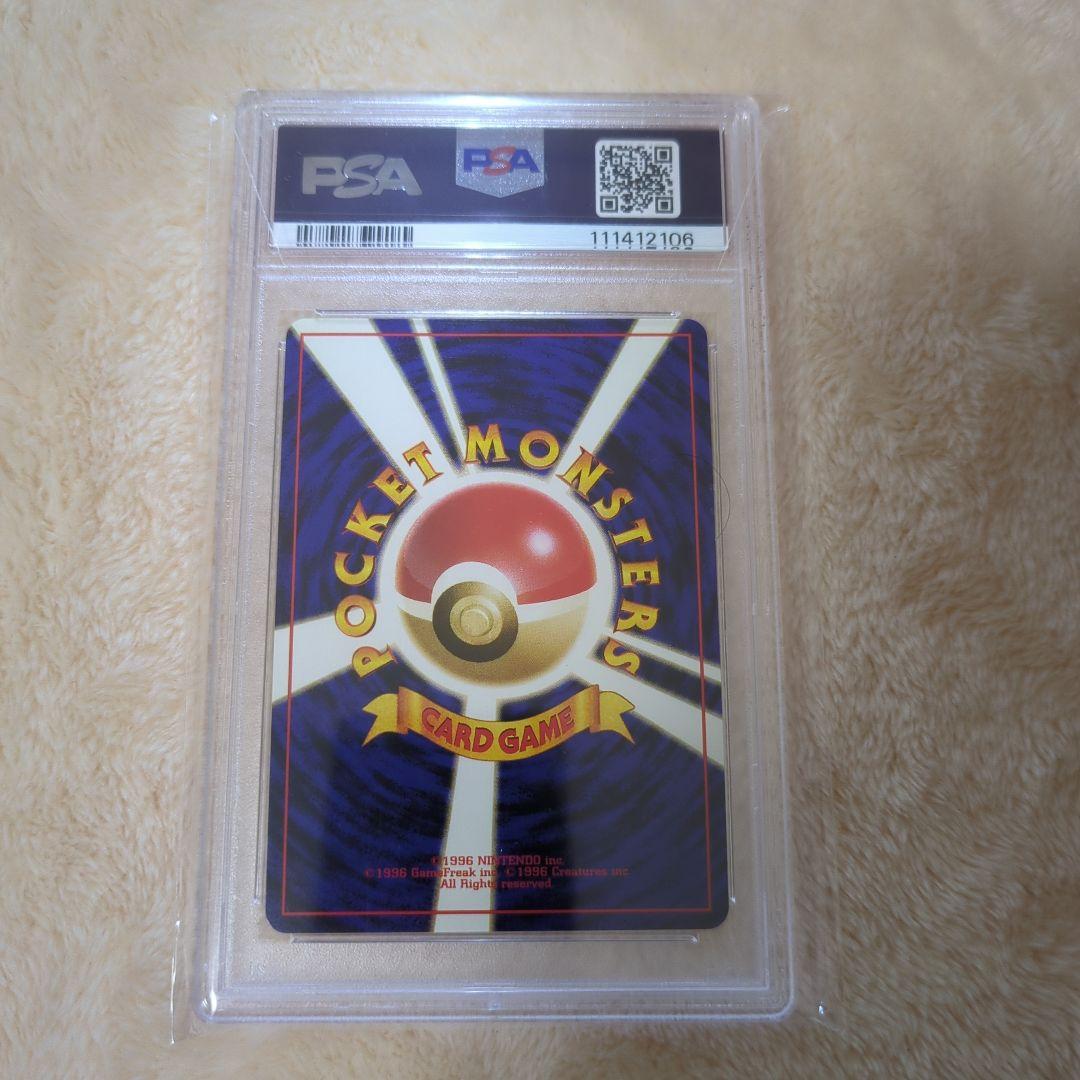 PSA
PSA
111412106
POCKET MONSTERS
CARD GAME
©1996 NINTENDO inc.
©1996 GameFreak inc. ©1996 Creatures inc.
All Rights reserved.